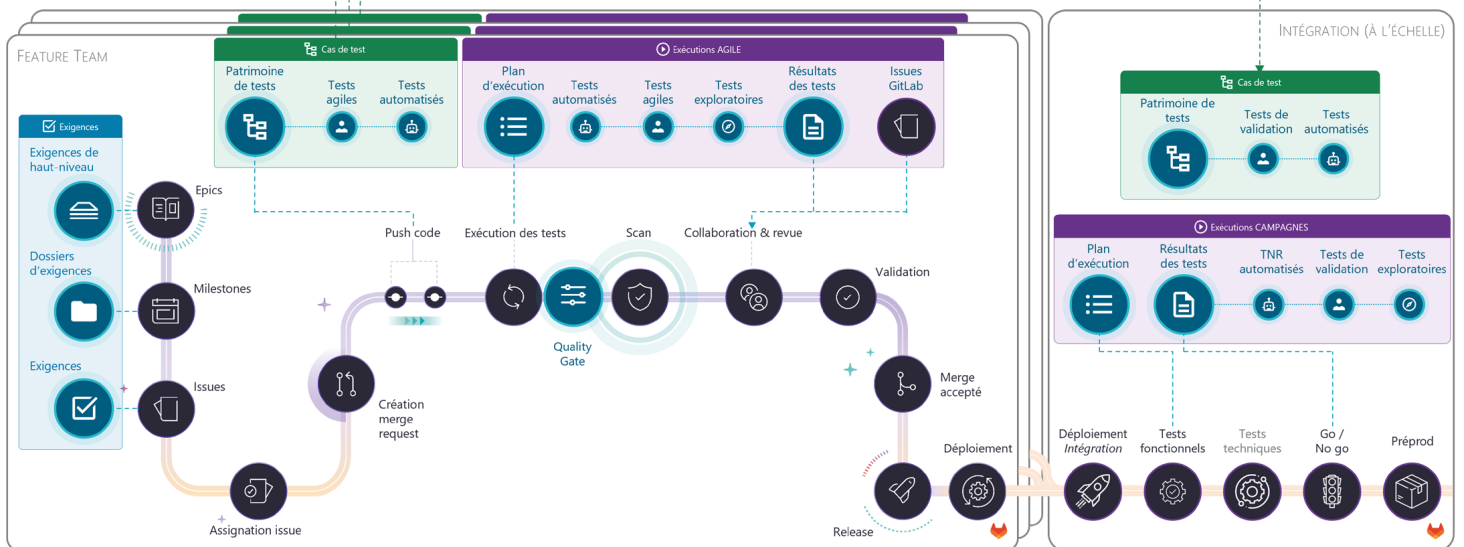 FEATURE TEAM
Exigences
Exigences de
haut-niveau
Dossiers
d'exigences
Exigences
Epics
Milestones
Issues
Assignation issue
Création
merge
request
Cas de test
Patrimoine
de tests
Tests
agiles
Tests
automatisés
Exécutions AGILE
Plan
d'exécution
Tests
automatisés
Tests
agiles
Tests
exploratoires
Résultats
des tests
Issues
GitLab
Push code
Exécution des tests
Quality
Gate
Scan
Collaboration & revue
Validation
Merge
accepté
Release
Déploiement
INTÉGRATION (À L'ÉCHELLE)
Cas de test
Patrimoine de
tests
Tests de
validation
Tests
automatisés
Exécutions CAMPAGNES
Plan
d'exécution
Résultats
des tests
TNR
automatisés
Tests de
validation
Tests
exploratoires
Déploiement
Intégration
Tests
fonctionnels
Tests
techniques
Go /
No go
Préprod